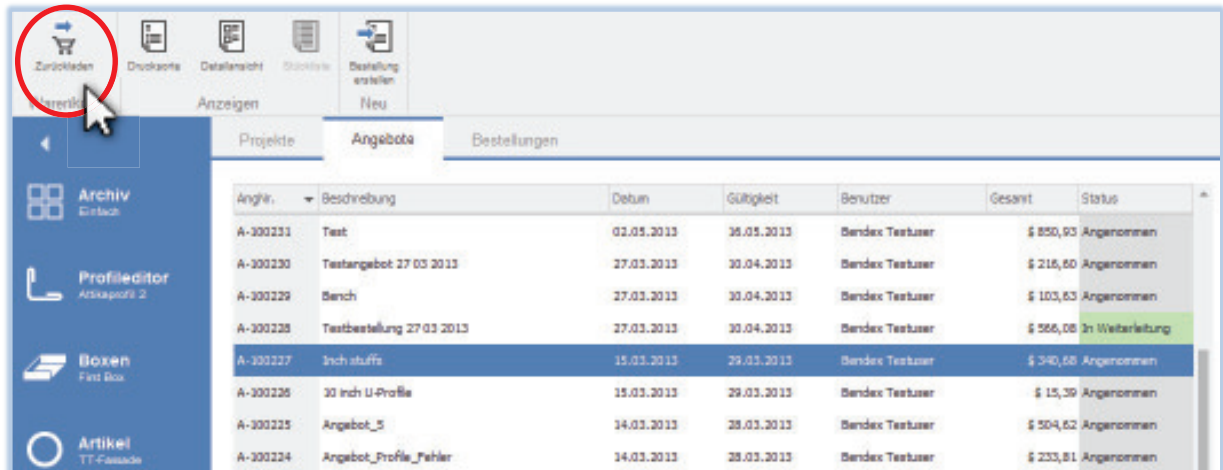 Zurückladen Drucksorte Detailansicht Stückliste Bestellung erstellen
Anzeigen Neu
Projekte Angebote Bestellungen
AngNr. Beschreibung Datum Gültigkeit Benutzer Gesamt Status
Archiv
Einfach
A-100231 Test 02.05.2013 16.05.2013 Bendex Testuser $ 850,93 Angenommen
A-100230 Testangebot 27 03 2013 27.03.2013 10.04.2013 Bendex Testuser $ 216,60 Angenommen
Profileditor
Attikaprofil 2
A-100229 Bench 27.03.2013 10.04.2013 Bendex Testuser $ 103,63 Angenommen
A-100228 Testbestellung 27 03 2013 27.03.2013 10.04.2013 Bendex Testuser $ 566,08 In Weiterleitung
Boxen
First Box
A-100227 Inch stuffs 15.03.2013 29.03.2013 Bendex Testuser $ 340,68 Angenommen
A-100226 10 inch U-Profile 15.03.2013 29.03.2013 Bendex Testuser $ 15,39 Angenommen
A-100225 Angebot_5 14.03.2013 28.03.2013 Bendex Testuser $ 504,62 Angenommen
Artikel
TT-Fassade
A-100224 Angebot_Profile_Fehler 14.03.2013 28.03.2013 Bendex Testuser $ 233,81 Angenommen